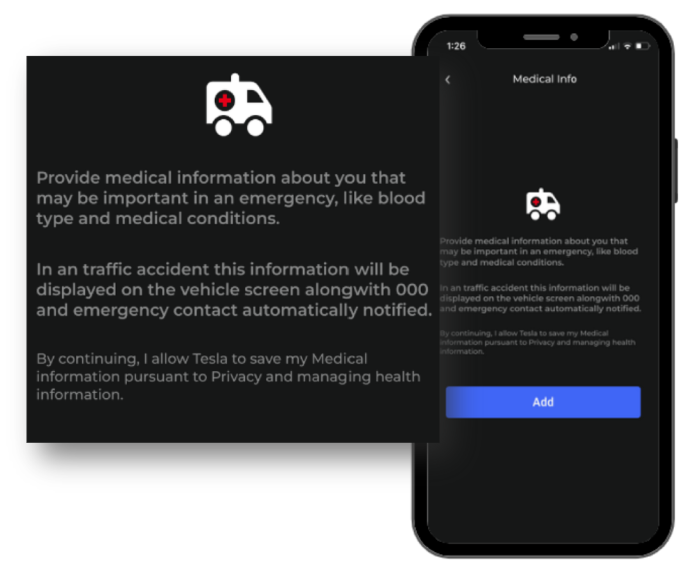 Provide medical information about you that
may be important in an emergency, like blood
type and medical conditions.
In an traffic accident this information will be
displayed on the vehicle screen alongwith 000
and emergency contact automatically notified.
By continuing, I allow Tesla to save my Medical
information pursuant to Privacy and managing health
information.
1:26
Medical Info
Provide medical information about you that
may be important in an emergency, like blood
type and medical conditions.
In an traffic accident this information will be
displayed on the vehicle screen alongwith 000
and emergency contact automatically notified.
By continuing, I allow Tesla to save my Medical
information pursuant to Privacy and managing health
information.
Add